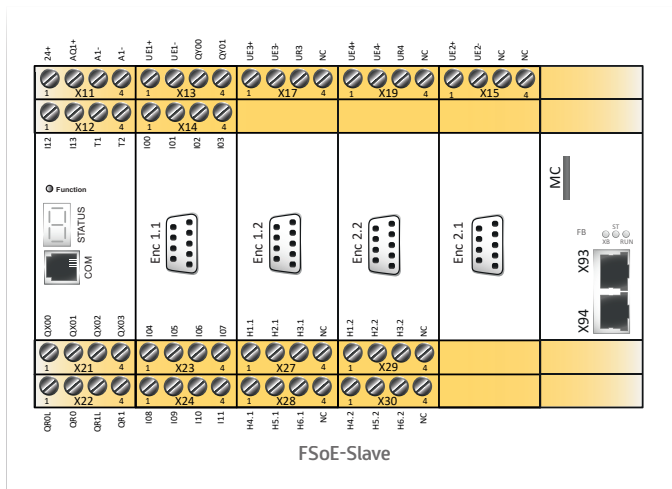 24+ AQ1+ A1- A1- UE1+ UE1- QY00 QY01 UE3+ UE3- UR3 NC UE4+ UE4- UR4 NC UE2+ UE2- NC NC
1 X11 4 1 X13 4 1 X17 4 1 X19 4 1 X15 4
1 X12 4 1 X14 4
I12 I13 T1 T2 I00 I01 I02 I03
MC
Function
STATUS
Enc 1.1 Enc 1.2 Enc 2.2 Enc 2.1
ST
FB
XB RUN
COM
X93
X94
QX00 QX01 QX02 QX03 I04 I05 I06 I07 H1.1 H2.1 H3.1 NC H1.2 H2.2 H3.2 NC
1 X21 4 1 X23 4 1 X27 4 1 X29 4
1 X22 4 1 X24 4 1 X28 4 1 X30 4
QR0L QR0 QR1L QR1 I08 I09 I10 I11 H4.1 H5.1 H6.1 NC H4.2 H5.2 H6.2 NC
FSoE-Slave